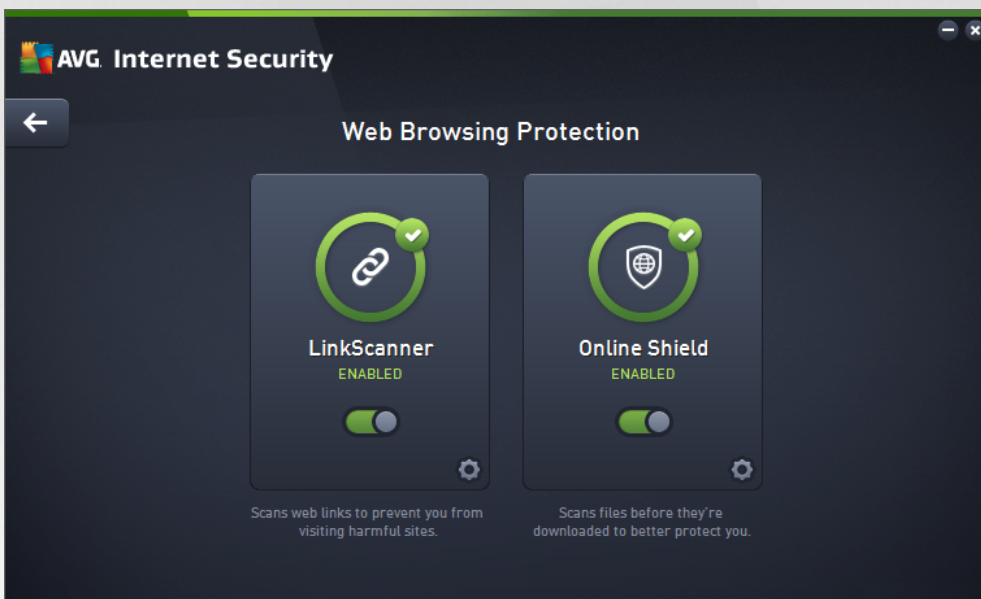 AVG. Internet Security
Web Browsing Protection
LinkScanner
ENABLED
Scans web links to prevent you from
visiting harmful sites.
Online Shield
ENABLED
Scans files before they're
downloaded to better protect you.